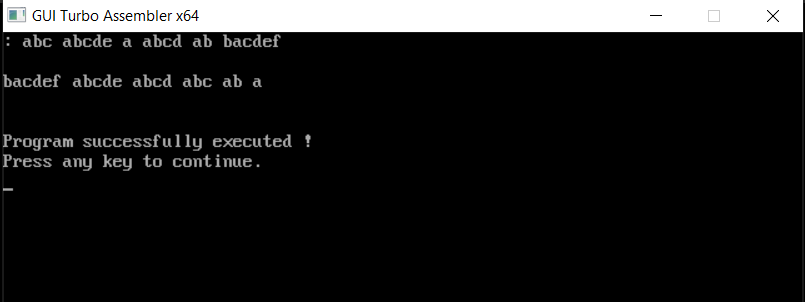 GUI Turbo Assembler x64
: abc abcde a abcd ab bacdef
bacdef abcde abcd abc ab a
Program successfully executed !
Press any key to continue.